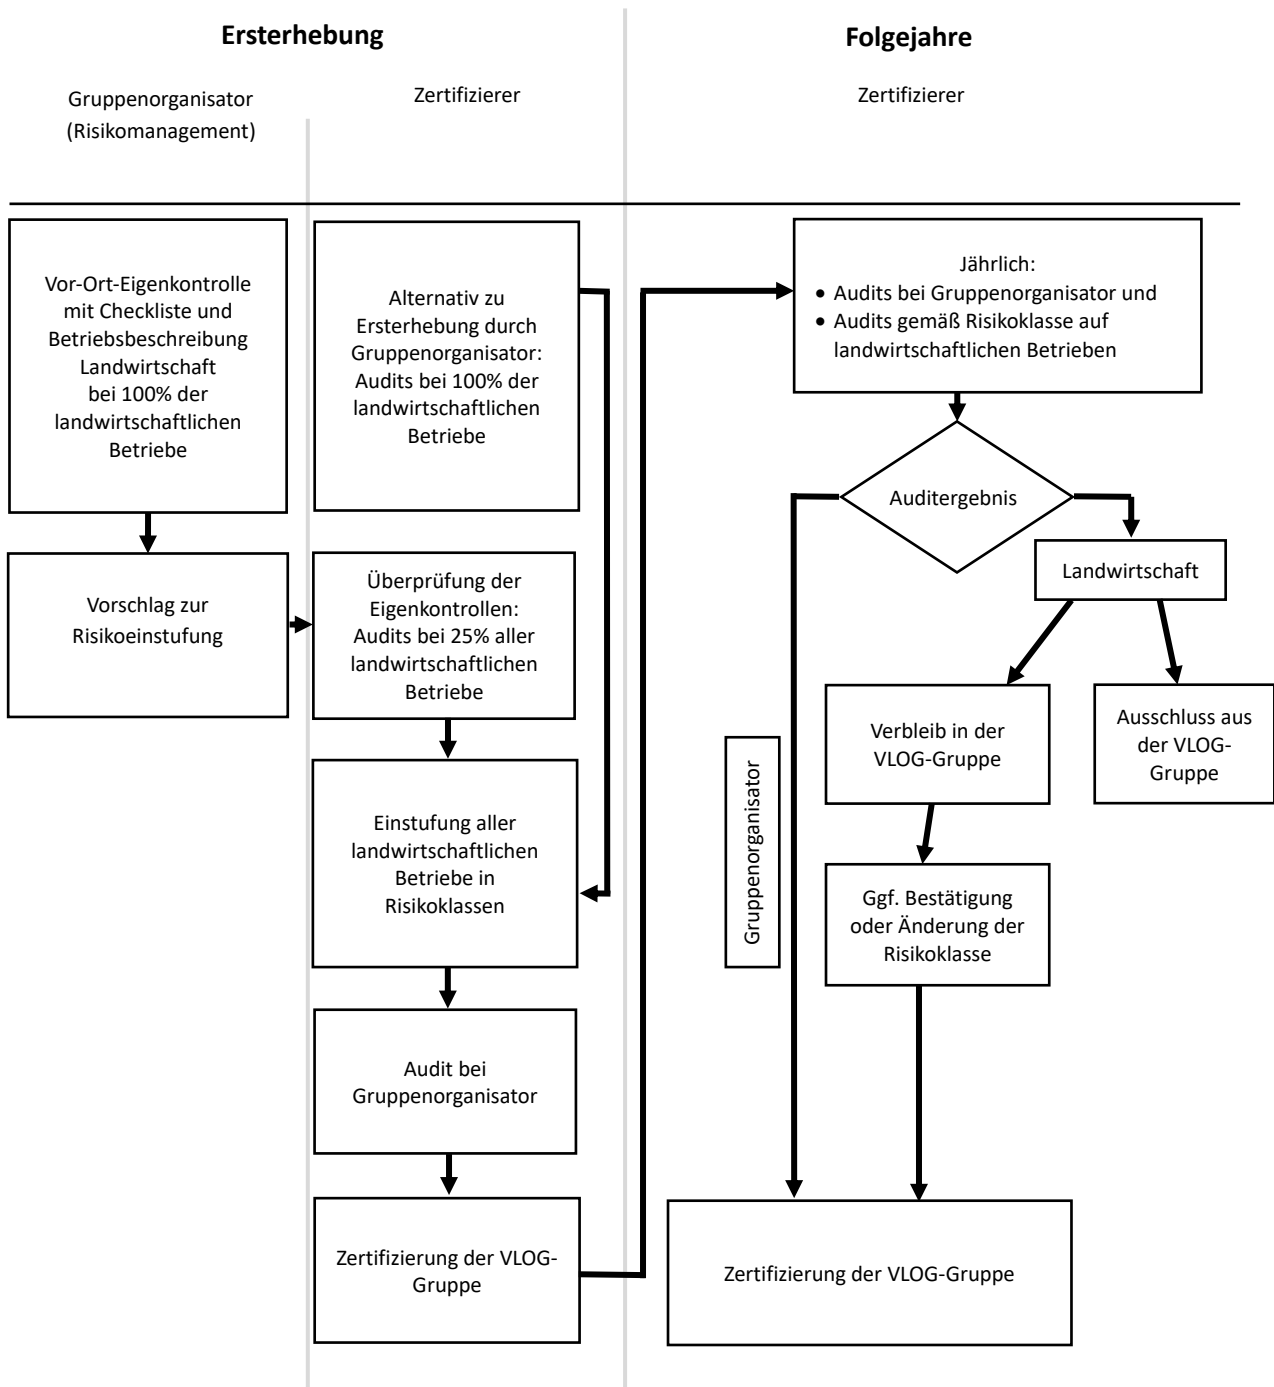 Ersterhebung
Folgejahre
Gruppenorganisator
(Risikomanagement)
Zertifizierer
Zertifizierer
Vor-Ort-Eigenkontrolle
mit Checkliste und
Betriebsbeschreibung
Landwirtschaft
bei 100% der
landwirtschaftlichen
Betriebe
Vorschlag zur
Risikoeinstufung
Alternativ zu
Ersterhebung durch
Gruppenorganisator:
Audits bei 100% der
landwirtschaftlichen
Betriebe
Überprüfung der
Eigenkontrollen:
Audits bei 25% aller
landwirtschaftlichen
Betriebe
Einstufung aller
landwirtschaftlichen
Betriebe in
Risikoklassen
Audit bei
Gruppenorganisator
Zertifizierung der VLOG-
Gruppe
Jährlich:
• Audits bei Gruppenorganisator und
• Audits gemäß Risikoklasse auf
landwirtschaftlichen Betrieben
Auditergebnis
Landwirtschaft
Verbleib in der
VLOG-Gruppe
Ausschluss aus
der VLOG-
Gruppe
Gruppenorganisator
Ggf. Bestätigung
oder Änderung der
Risikoklasse
Zertifizierung der VLOG-Gruppe